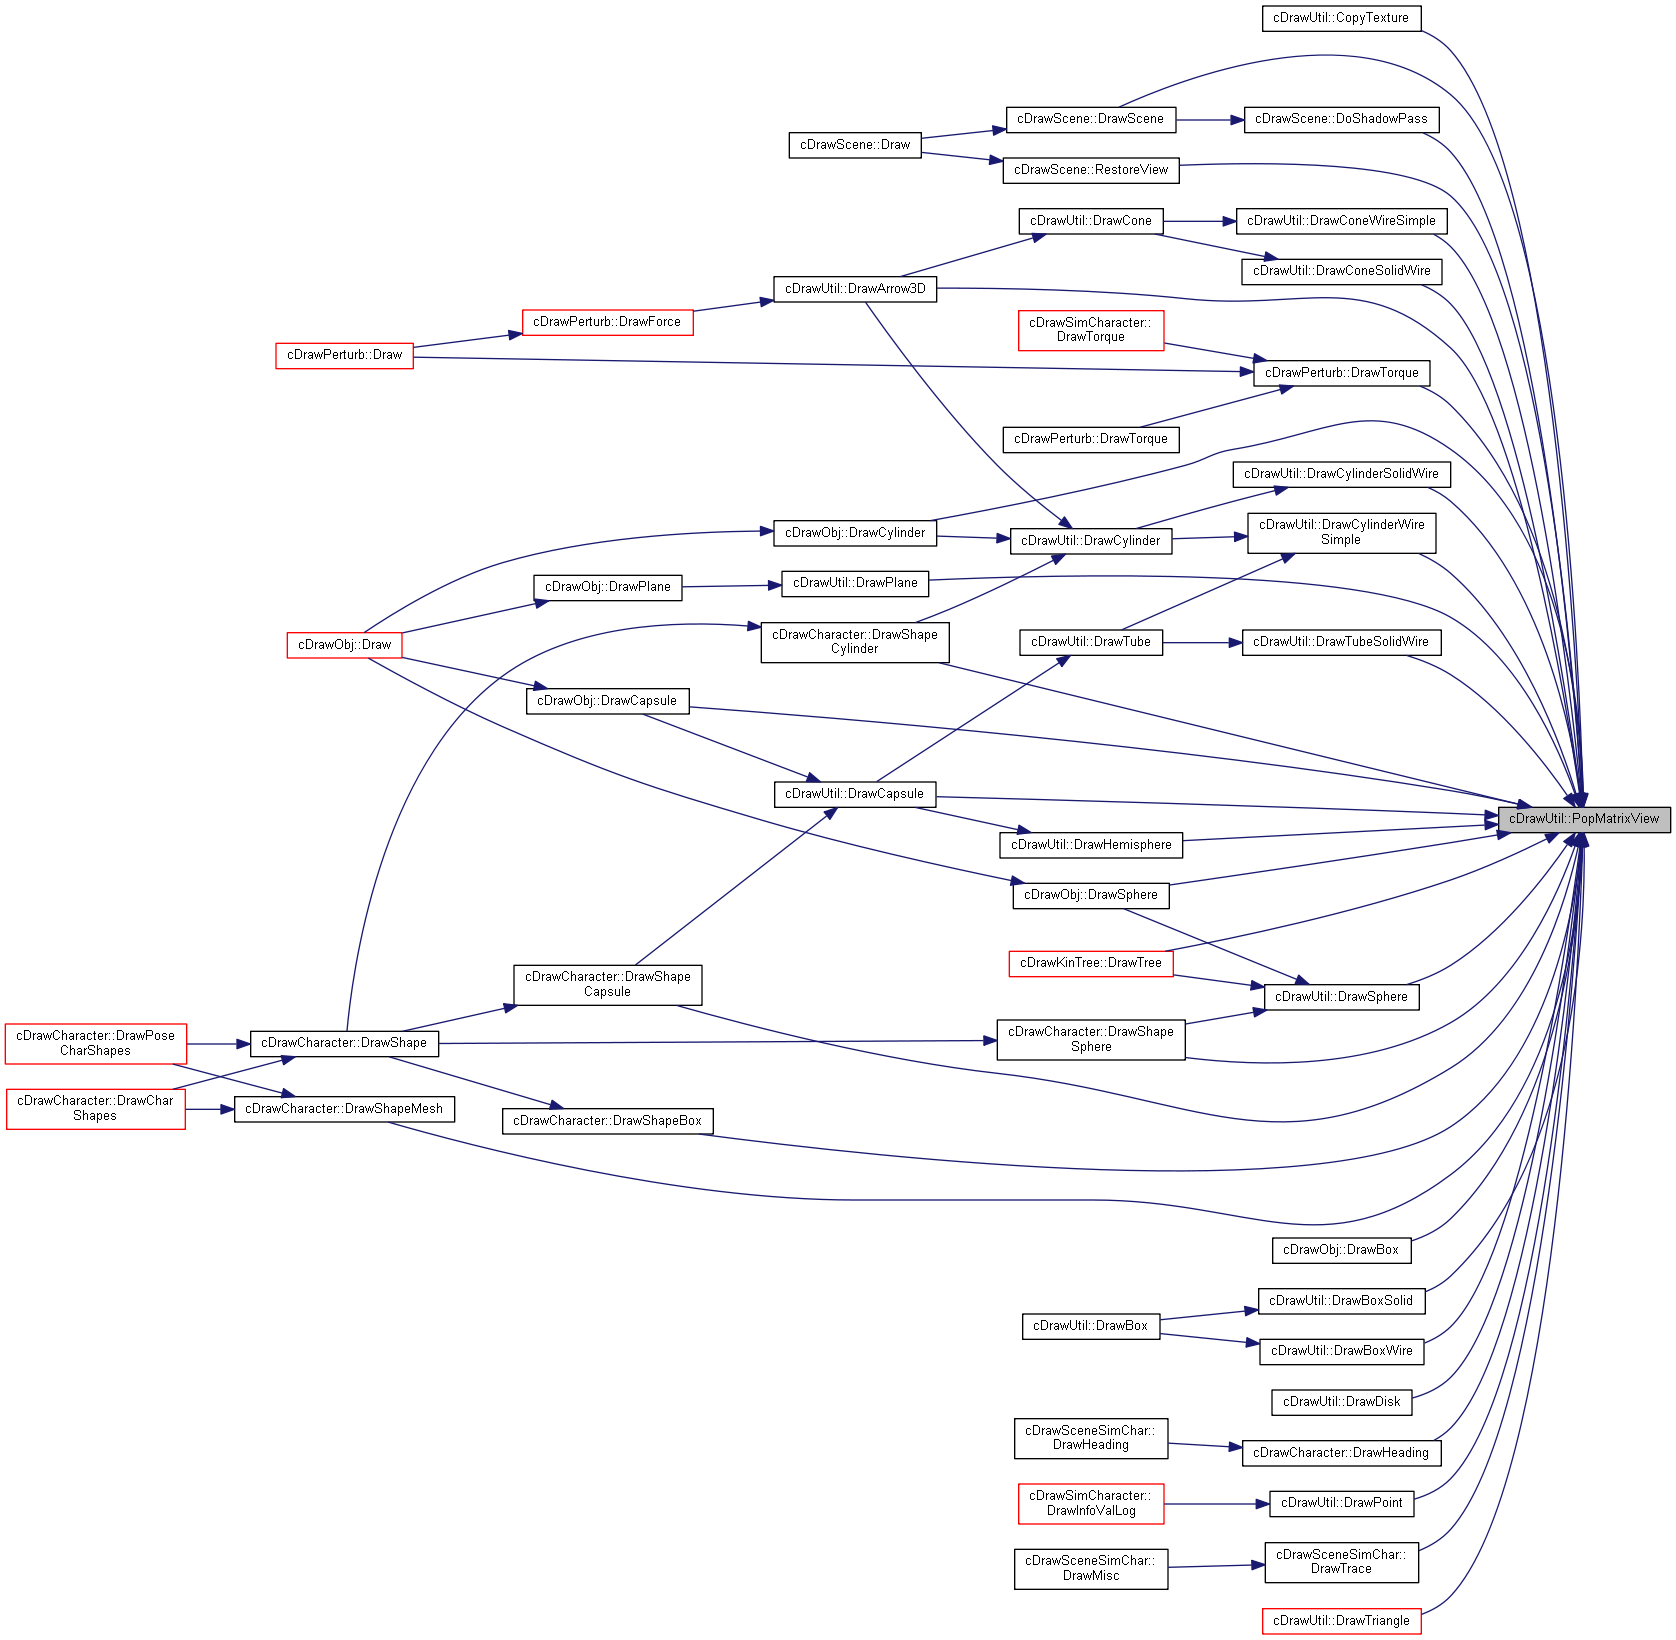 cDrawUtil::CopyTexture
cDrawScene::DrawScene
cDrawScene::DoShadowPass
cDrawScene::Draw
cDrawScene::RestoreView
cDrawUtil::DrawCone
cDrawUtil::DrawConeWireSimple
cDrawUtil::DrawConeSolidWire
cDrawUtil::DrawArrow3D
cDrawPerturb::DrawForce
cDrawSimCharacter::
DrawTorque
cDrawPerturb::Draw
cDrawPerturb::DrawTorque
cDrawPerturb::DrawTorque
cDrawUtil::DrawCylinderSolidWire
cDrawObj::DrawCylinder
cDrawUtil::DrawCylinder
cDrawUtil::DrawCylinderWire
Simple
cDrawObj::DrawPlane
cDrawUtil::DrawPlane
cDrawObj::Draw
cDrawCharacter::DrawShape
Cylinder
cDrawUtil::DrawTube
cDrawUtil::DrawTubeSolidWire
cDrawObj::DrawCapsule
cDrawUtil::DrawCapsule
cDrawUtil::PopMatrixView
cDrawUtil::DrawHemisphere
cDrawObj::DrawSphere
cDrawKinTree::DrawTree
cDrawCharacter::DrawShape
Capsule
cDrawUtil::DrawSphere
cDrawCharacter::DrawPose
CharShapes
cDrawCharacter::DrawShape
cDrawCharacter::DrawShape
Sphere
cDrawCharacter::DrawChar
Shapes
cDrawCharacter::DrawShapeMesh
cDrawCharacter::DrawShapeBox
cDrawObj::DrawBox
cDrawUtil::DrawBoxSolid
cDrawUtil::DrawBox
cDrawUtil::DrawBoxWire
cDrawUtil::DrawDisk
cDrawSceneSimChar::
DrawHeading
cDrawCharacter::DrawHeading
cDrawSimCharacter::
DrawInfoValLog
cDrawUtil::DrawPoint
cDrawSceneSimChar::
DrawMisc
cDrawSceneSimChar::
DrawTrace
cDrawUtil::DrawTriangle